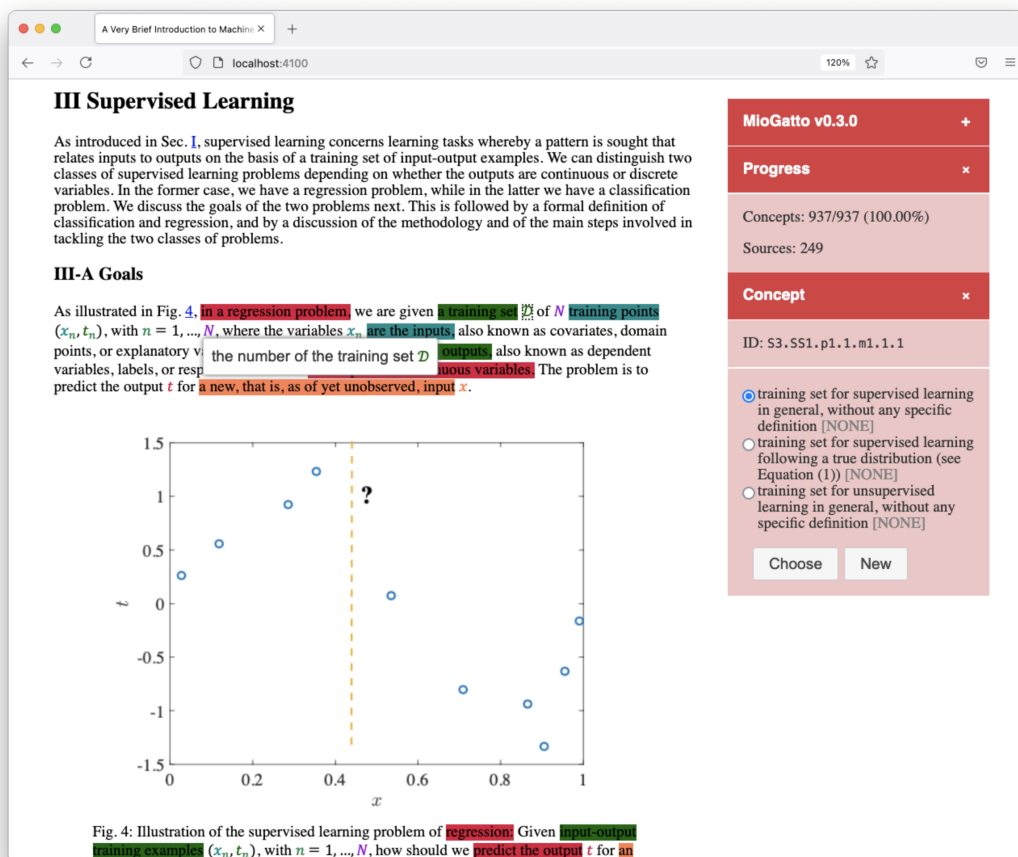 A Very Brief Introduction to Machine × +
localhost:4100
120%
III Supervised Learning
As introduced in Sec. I, supervised learning concerns learning tasks whereby a pattern is sought that
relates inputs to outputs on the basis of a training set of input-output examples. We can distinguish two
classes of supervised learning problems depending on whether the outputs are continuous or discrete
variables. In the former case, we have a regression problem, while in the latter we have a classification
problem. We discuss the goals of the two problems next. This is followed by a formal definition of
classification and regression, and by a discussion of the methodology and of the main steps involved in
tackling the two classes of problems.
III-A Goals
As illustrated in Fig. 4, in a regression problem, we are given a training set 𝒟 of N training points
(xₙ, tₙ), with n = 1, ..., N, where the variables xₙ are the inputs, also known as covariates, domain
points, or explanatory v outputs, also known as dependent
the number of the training set 𝒟
variables, labels, or resp uous variables. The problem is to
predict the output t for a new, that is, as of yet unobserved, input x.
1.5
1
0.5
0
-0.5
-1
-1.5
t
?
0 0.2 0.4 0.6 0.8 1
x
Fig. 4: Illustration of the supervised learning problem of regression: Given input-output
training examples (xₙ, tₙ), with n = 1, ..., N, how should we predict the output t for an
MioGatto v0.3.0 +
Progress ×
Concepts: 937/937 (100.00%)
Sources: 249
Concept ×
ID: S3.SS1.p1.1.m1.1.1
training set for supervised learning
in general, without any specific
definition [NONE]
training set for supervised learning
following a true distribution (see
Equation (1)) [NONE]
training set for unsupervised
learning in general, without any
specific definition [NONE]
Choose New